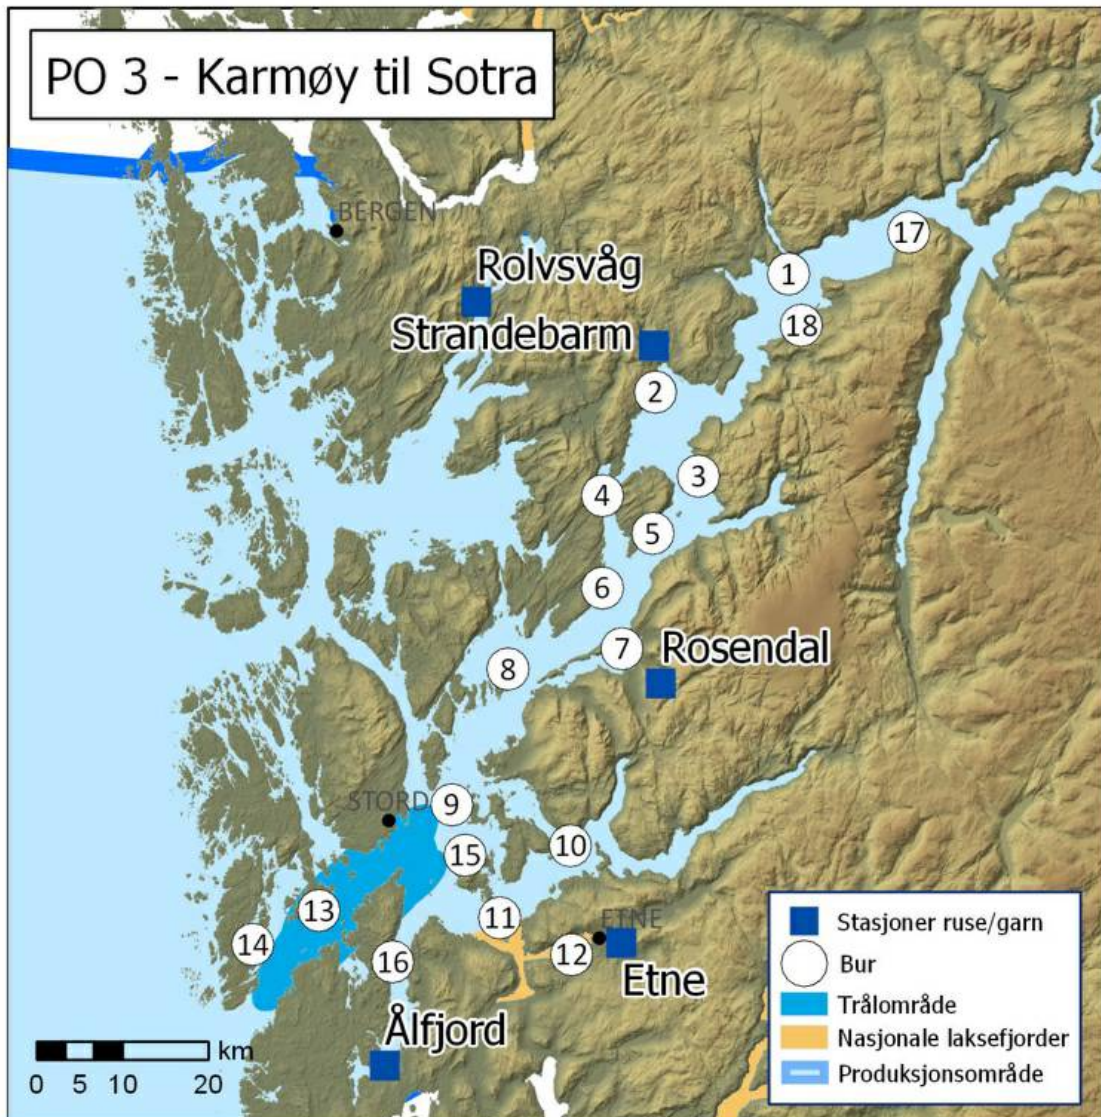 PO 3 - Karmøy til Sotra
BERGEN
17
Rolvsvåg
1
18
Strandebarm
2
3
4
5
6
7
Rosendal
8
STORD
9
15
10
13
11
14
ETNE
12
16
Etne
Ålfjord
km
0 5 10 20
Stasjoner ruse/garn
Bur
Trålområde
Nasjonale laksefjorder
Produksjonsområde